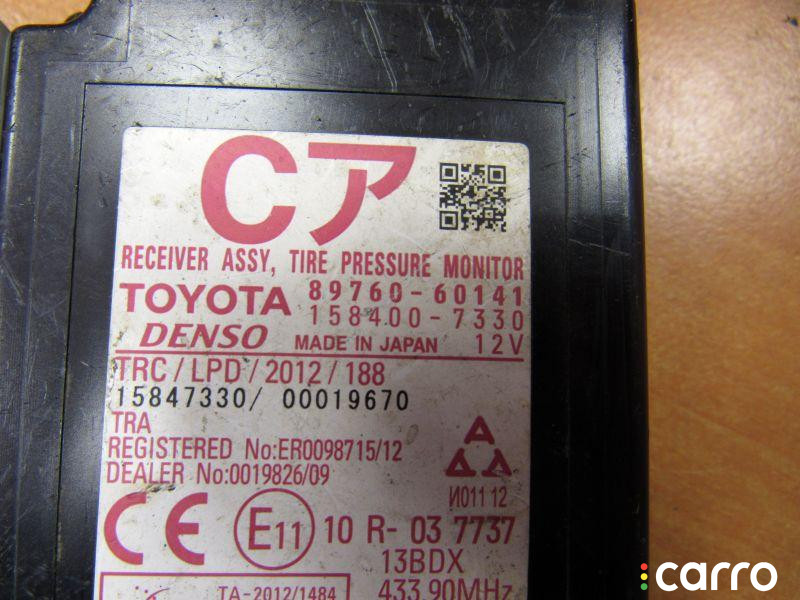 Cア
RECEIVER ASSY, TIRE PRESSURE MONITOR
TOYOTA 89760-60141
158400-7330
DENSO MADE IN JAPAN 12V
TRC/LPD/2012/188
15847330/ 00019670
TRA
REGISTERED No:ER0098715/12
DEALER No:0019826/09
И011 12
CE E11 10 R- 03 7737
13BDX
TA-2012/1484 433.90MHz
carro